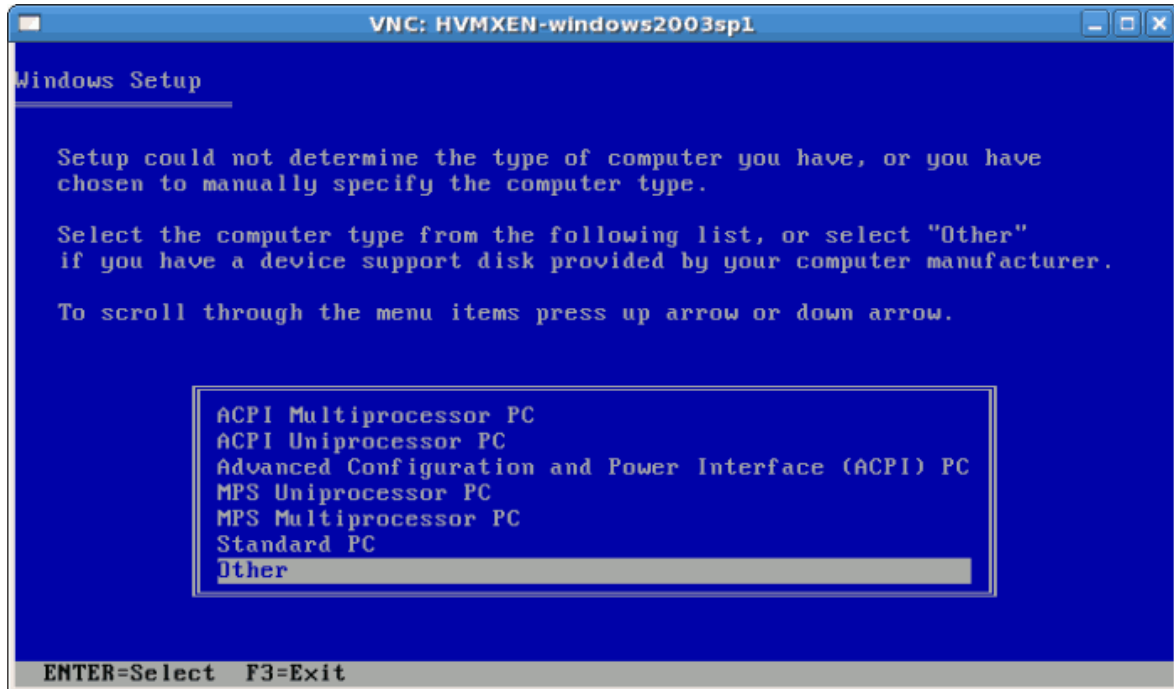 VNC: HVMXEN-windows2003sp1
Windows Setup
Setup could not determine the type of computer you have, or you have
chosen to manually specify the computer type.
Select the computer type from the following list, or select "Other"
if you have a device support disk provided by your computer manufacturer.
To scroll through the menu items press up arrow or down arrow.
ACPI Multiprocessor PC
ACPI Uniprocessor PC
Advanced Configuration and Power Interface (ACPI) PC
MPS Uniprocessor PC
MPS Multiprocessor PC
Standard PC
Other
ENTER=Select F3=Exit